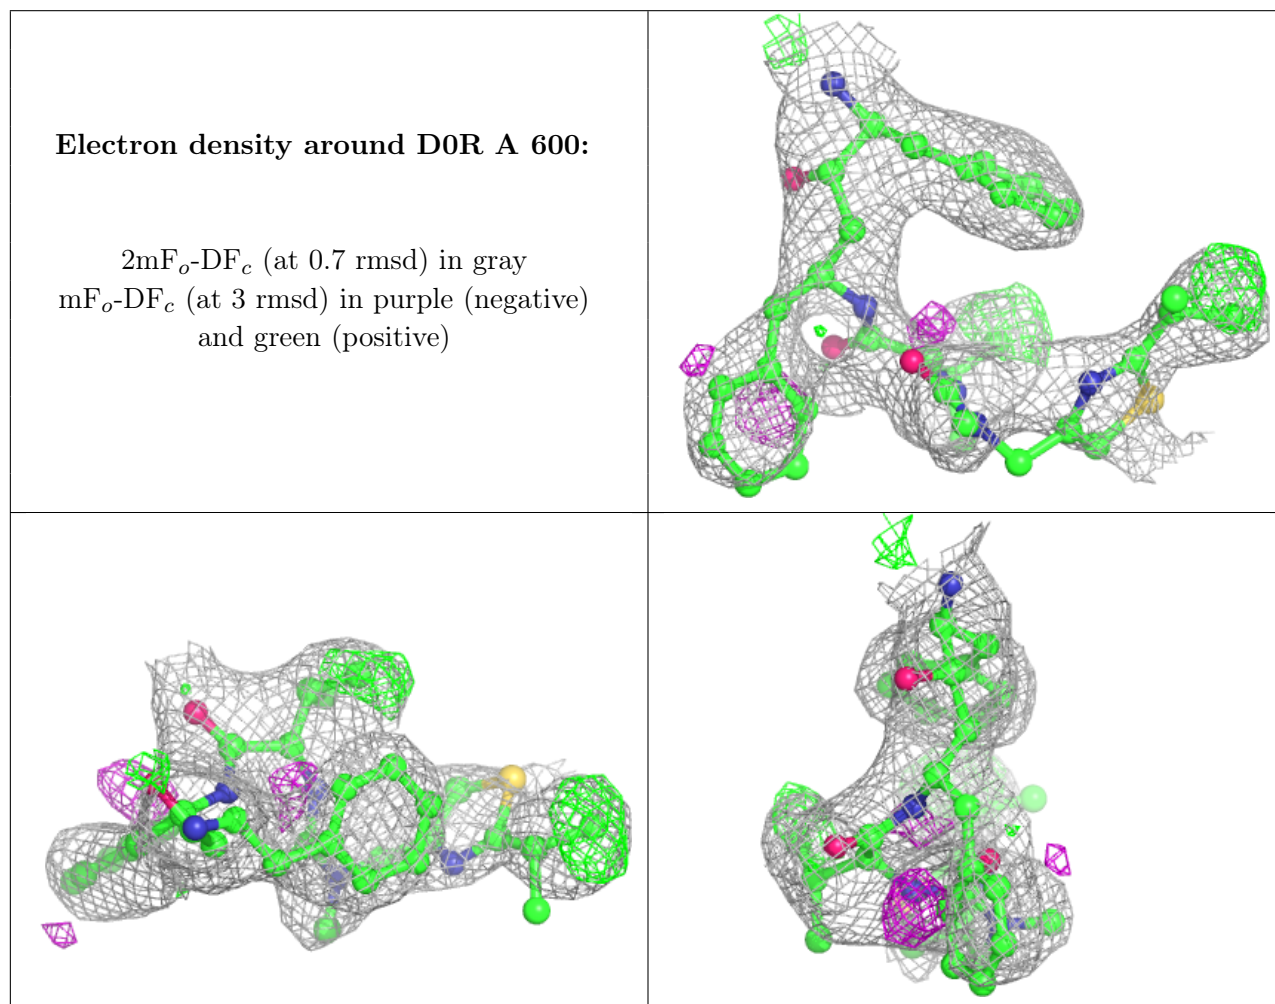 Electron density around D0R A 600:
2mFₒ-DF𝒸 (at 0.7 rmsd) in gray
mFₒ-DF𝒸 (at 3 rmsd) in purple (negative)
and green (positive)